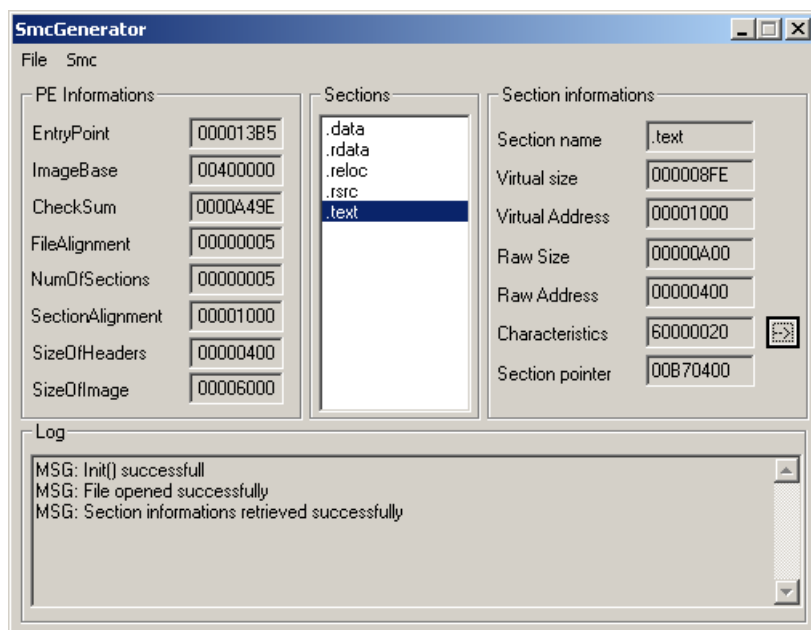 SmcGenerator
File Smc
PE Informations
EntryPoint 000013B5
ImageBase 00400000
CheckSum 0000A49E
FileAlignment 00000005
NumOfSections 00000005
SectionAlignment 00001000
SizeOfHeaders 00000400
SizeOfImage 00006000
Sections
.data
.rdata
.reloc
.rsrc
.text
Section informations
Section name .text
Virtual size 000008FE
Virtual Address 00001000
Raw Size 00000A00
Raw Address 00000400
Characteristics 60000020 ->
Section pointer 00B70400
Log
MSG: Init() successfull
MSG: File opened successfully
MSG: Section informations retrieved successfully